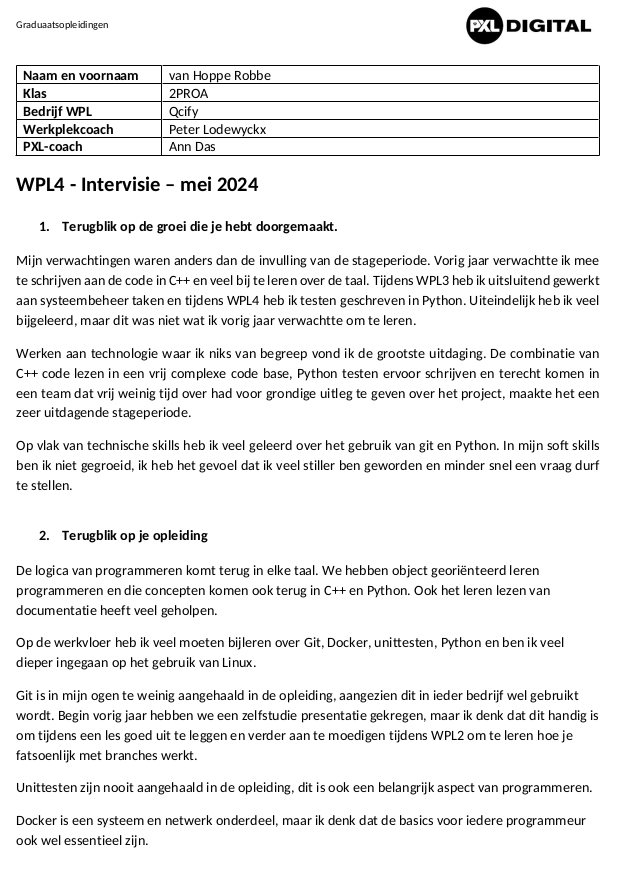 Graduaatsopleidingen
PXL DIGITAL
Naam en voornaam van Hoppe Robbe
Klas 2PROA
Bedrijf WPL Qcify
Werkplekcoach Peter Lodewyckx
PXL-coach Ann Das
WPL4 - Intervisie – mei 2024
1. Terugblik op de groei die je hebt doorgemaakt.
Mijn verwachtingen waren anders dan de invulling van de stageperiode. Vorig jaar verwachtte ik mee
te schrijven aan de code in C++ en veel bij te leren over de taal. Tijdens WPL3 heb ik uitsluitend gewerkt
aan systeembeheer taken en tijdens WPL4 heb ik testen geschreven in Python. Uiteindelijk heb ik veel
bijgeleerd, maar dit was niet wat ik vorig jaar verwachtte om te leren.
Werken aan technologie waar ik niks van begreep vond ik de grootste uitdaging. De combinatie van
C++ code lezen in een vrij complexe code base, Python testen ervoor schrijven en terecht komen in
een team dat vrij weinig tijd over had voor grondige uitleg te geven over het project, maakte het een
zeer uitdagende stageperiode.
Op vlak van technische skills heb ik veel geleerd over het gebruik van git en Python. In mijn soft skills
ben ik niet gegroeid, ik heb het gevoel dat ik veel stiller ben geworden en minder snel een vraag durf
te stellen.
2. Terugblik op je opleiding
De logica van programmeren komt terug in elke taal. We hebben object georiënteerd leren
programmeren en die concepten komen ook terug in C++ en Python. Ook het leren lezen van
documentatie heeft veel geholpen.
Op de werkvloer heb ik veel moeten bijleren over Git, Docker, unittesten, Python en ben ik veel
dieper ingegaan op het gebruik van Linux.
Git is in mijn ogen te weinig aangehaald in de opleiding, aangezien dit in ieder bedrijf wel gebruikt
wordt. Begin vorig jaar hebben we een zelfstudie presentatie gekregen, maar ik denk dat dit handig is
om tijdens een les goed uit te leggen en verder aan te moedigen tijdens WPL2 om te leren hoe je
fatsoenlijk met branches werkt.
Unittesten zijn nooit aangehaald in de opleiding, dit is ook een belangrijk aspect van programmeren.
Docker is een systeem en netwerk onderdeel, maar ik denk dat de basics voor iedere programmeur
ook wel essentieel zijn.